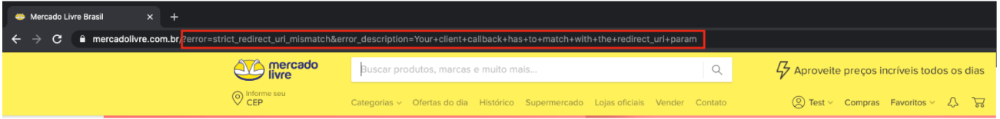 Mercado Livre Brasil
mercadolivre.com.br/?error=strict_redirect_uri_mismatch&error_description=Your+client+callback+has+to+match+with+the+redirect_uri+param
mercado
livre
Buscar produtos, marcas e muito mais...
Aproveite preços incríveis todos os dias
Informe seu
CEP
Categorias Ofertas do dia Histórico Supermercado Lojas oficiais Vender Contato
Test Compras Favoritos